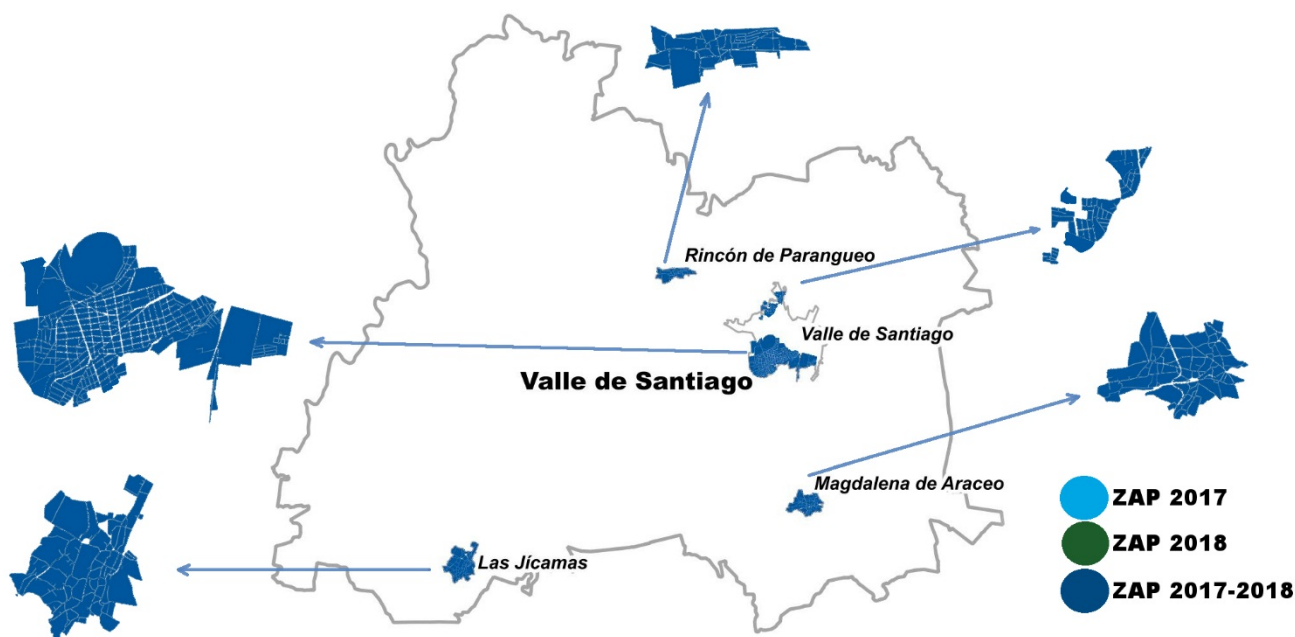 Rincón de Parangueo
Valle de Santiago
Valle de Santiago
Magdalena de Araceo
Las Jícamas
ZAP 2017
ZAP 2018
ZAP 2017-2018